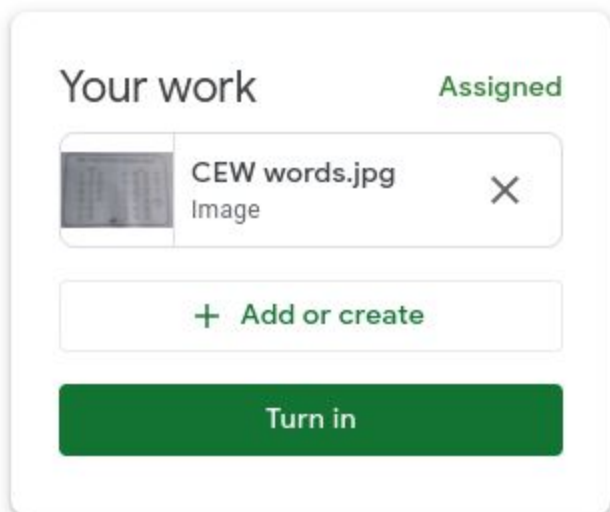 Your work
Assigned
CEW words.jpg
Image
+ Add or create
Turn in